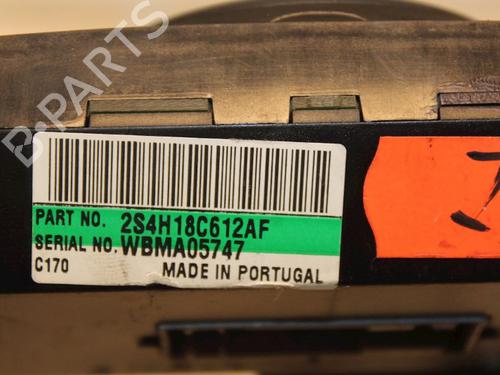 B-PARTS
PART NO. 2S4H18C612AF
SERIAL NO. WBMA05747
C170 MADE IN PORTUGAL